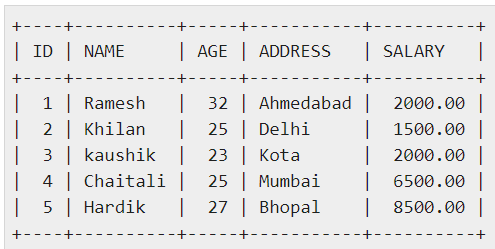 +----+----------+-----+-----------+----------+
| ID | NAME     | AGE | ADDRESS   | SALARY   |
+----+----------+-----+-----------+----------+
|  1 | Ramesh   |  32 | Ahmedabad |  2000.00 |
|  2 | Khilan   |  25 | Delhi     |  1500.00 |
|  3 | kaushik  |  23 | Kota      |  2000.00 |
|  4 | Chaitali |  25 | Mumbai    |  6500.00 |
|  5 | Hardik   |  27 | Bhopal    |  8500.00 |
+----+----------+-----+-----------+----------+